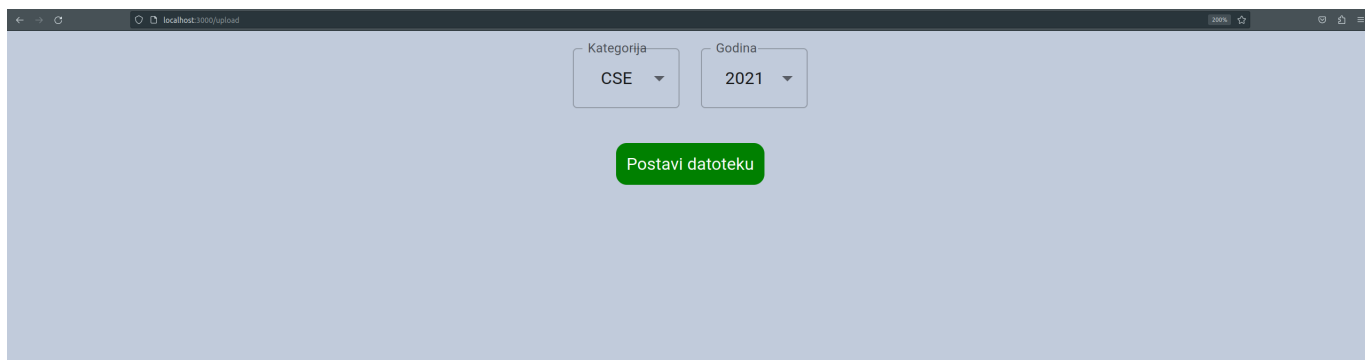 localhost:3000/upload
200%
Kategorija
Godina
CSE
2021
Postavi datoteku